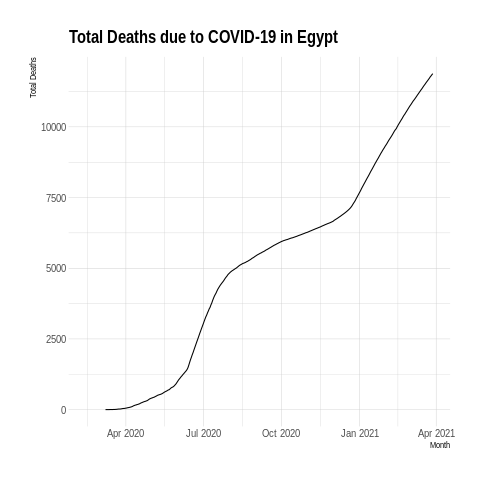 Total Deaths due to COVID-19 in Egypt
Total Deaths
10000
7500
5000
2500
0
Apr 2020 Jul 2020 Oct 2020 Jan 2021 Apr 2021
Month